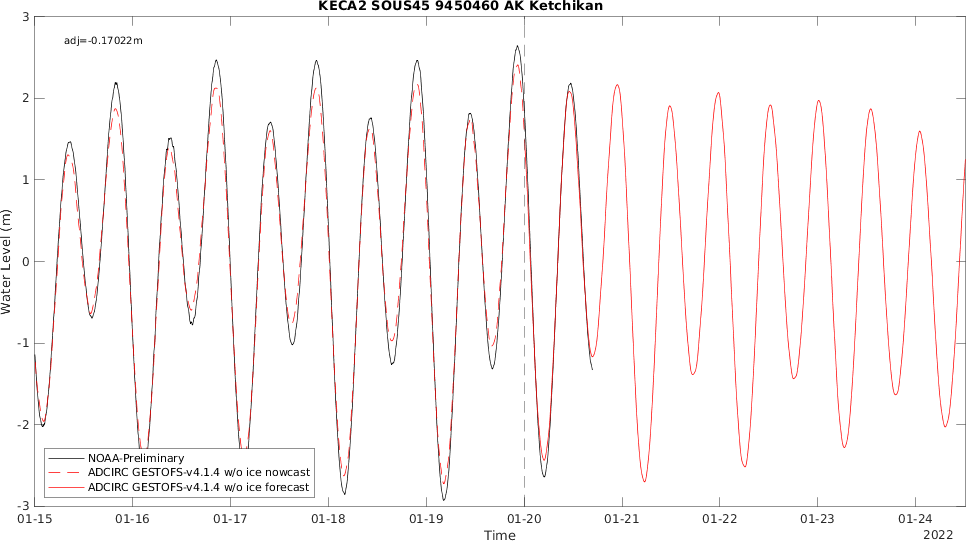 KECA2 SOUS45 9450460 AK Ketchikan
adj=-0.17022m
3
2
1
0
-1
-2
-3
Water Level (m)
NOAA-Preliminary
ADCIRC GESTOFS-v4.1.4 w/o ice nowcast
ADCIRC GESTOFS-v4.1.4 w/o ice forecast
01-15 01-16 01-17 01-18 01-19 01-20 01-21 01-22 01-23 01-24
Time
2022